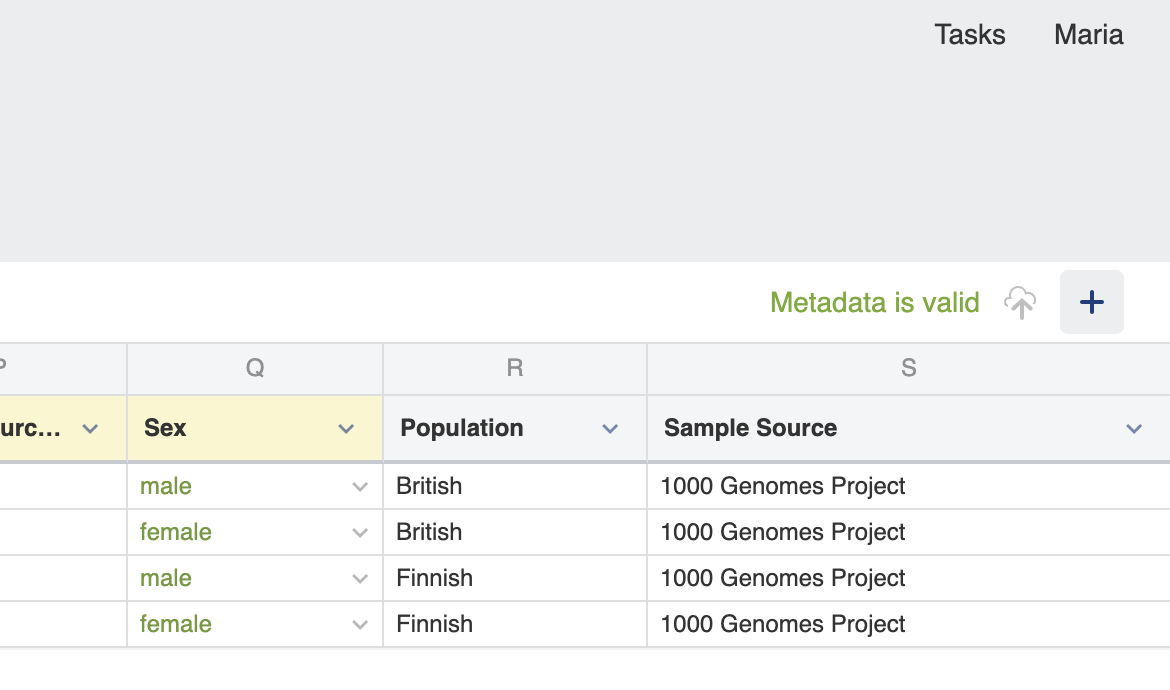 Tasks Maria
Metadata is valid
P Q R S
urc... Sex Population Sample Source
male British 1000 Genomes Project
female British 1000 Genomes Project
male Finnish 1000 Genomes Project
female Finnish 1000 Genomes Project